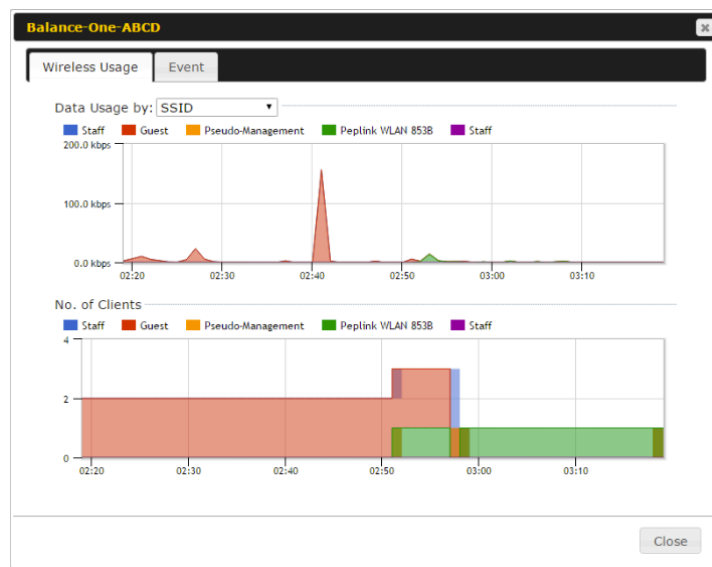 Balance-One-ABCD
Wireless Usage Event
Data Usage by: SSID
Staff Guest Pseudo-Management Peplink WLAN 853B Staff
200.0 kbps
100.0 kbps
0.0 kbps
02:20 02:30 02:40 02:50 03:00 03:10
No. of Clients
Staff Guest Pseudo-Management Peplink WLAN 853B Staff
4
2
0
02:20 02:30 02:40 02:50 03:00 03:10
Close